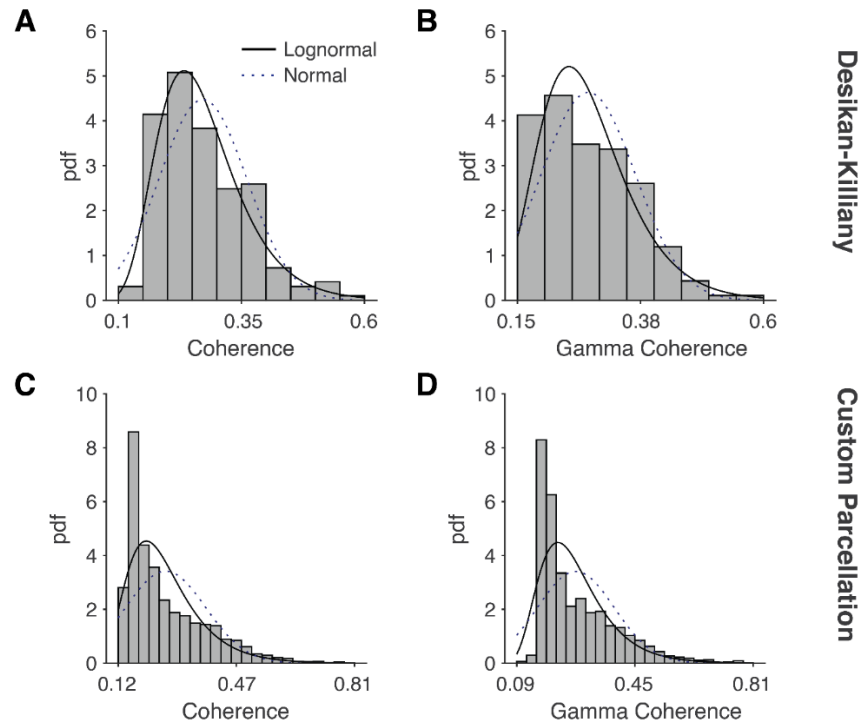 A
B
6
5
4
3
2
1
0
pdf
0.1
0.35
0.6
Coherence
Lognormal
Normal
6
5
4
3
2
1
0
pdf
0.15
0.38
0.6
Gamma Coherence
Desikan-Killiany
C
D
10
8
6
4
2
0
pdf
0.12
0.47
0.81
Coherence
10
8
6
4
2
0
pdf
0.09
0.45
0.81
Gamma Coherence
Custom Parcellation